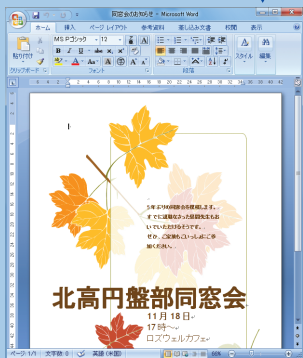 同窓会のお知らせ - Microsoft Word
ホーム 挿入 ページ レイアウト 参考資料 差し込み文書 校閲 表示
MS Pゴシック 12
貼り付け スタイル 編集
クリップボード フォント 段落
5年ぶりの同窓会を開催します。
すでに退職なさった恩師先生もお
いでいただけるそうです。
ぜひ、ご家族もごいっしょにご参
加ください。
北高円盤部同窓会
11月18日
17時～
ロズウェルカフェ
ページ: 1/1 文字数: 0 英語 (米国) 66%